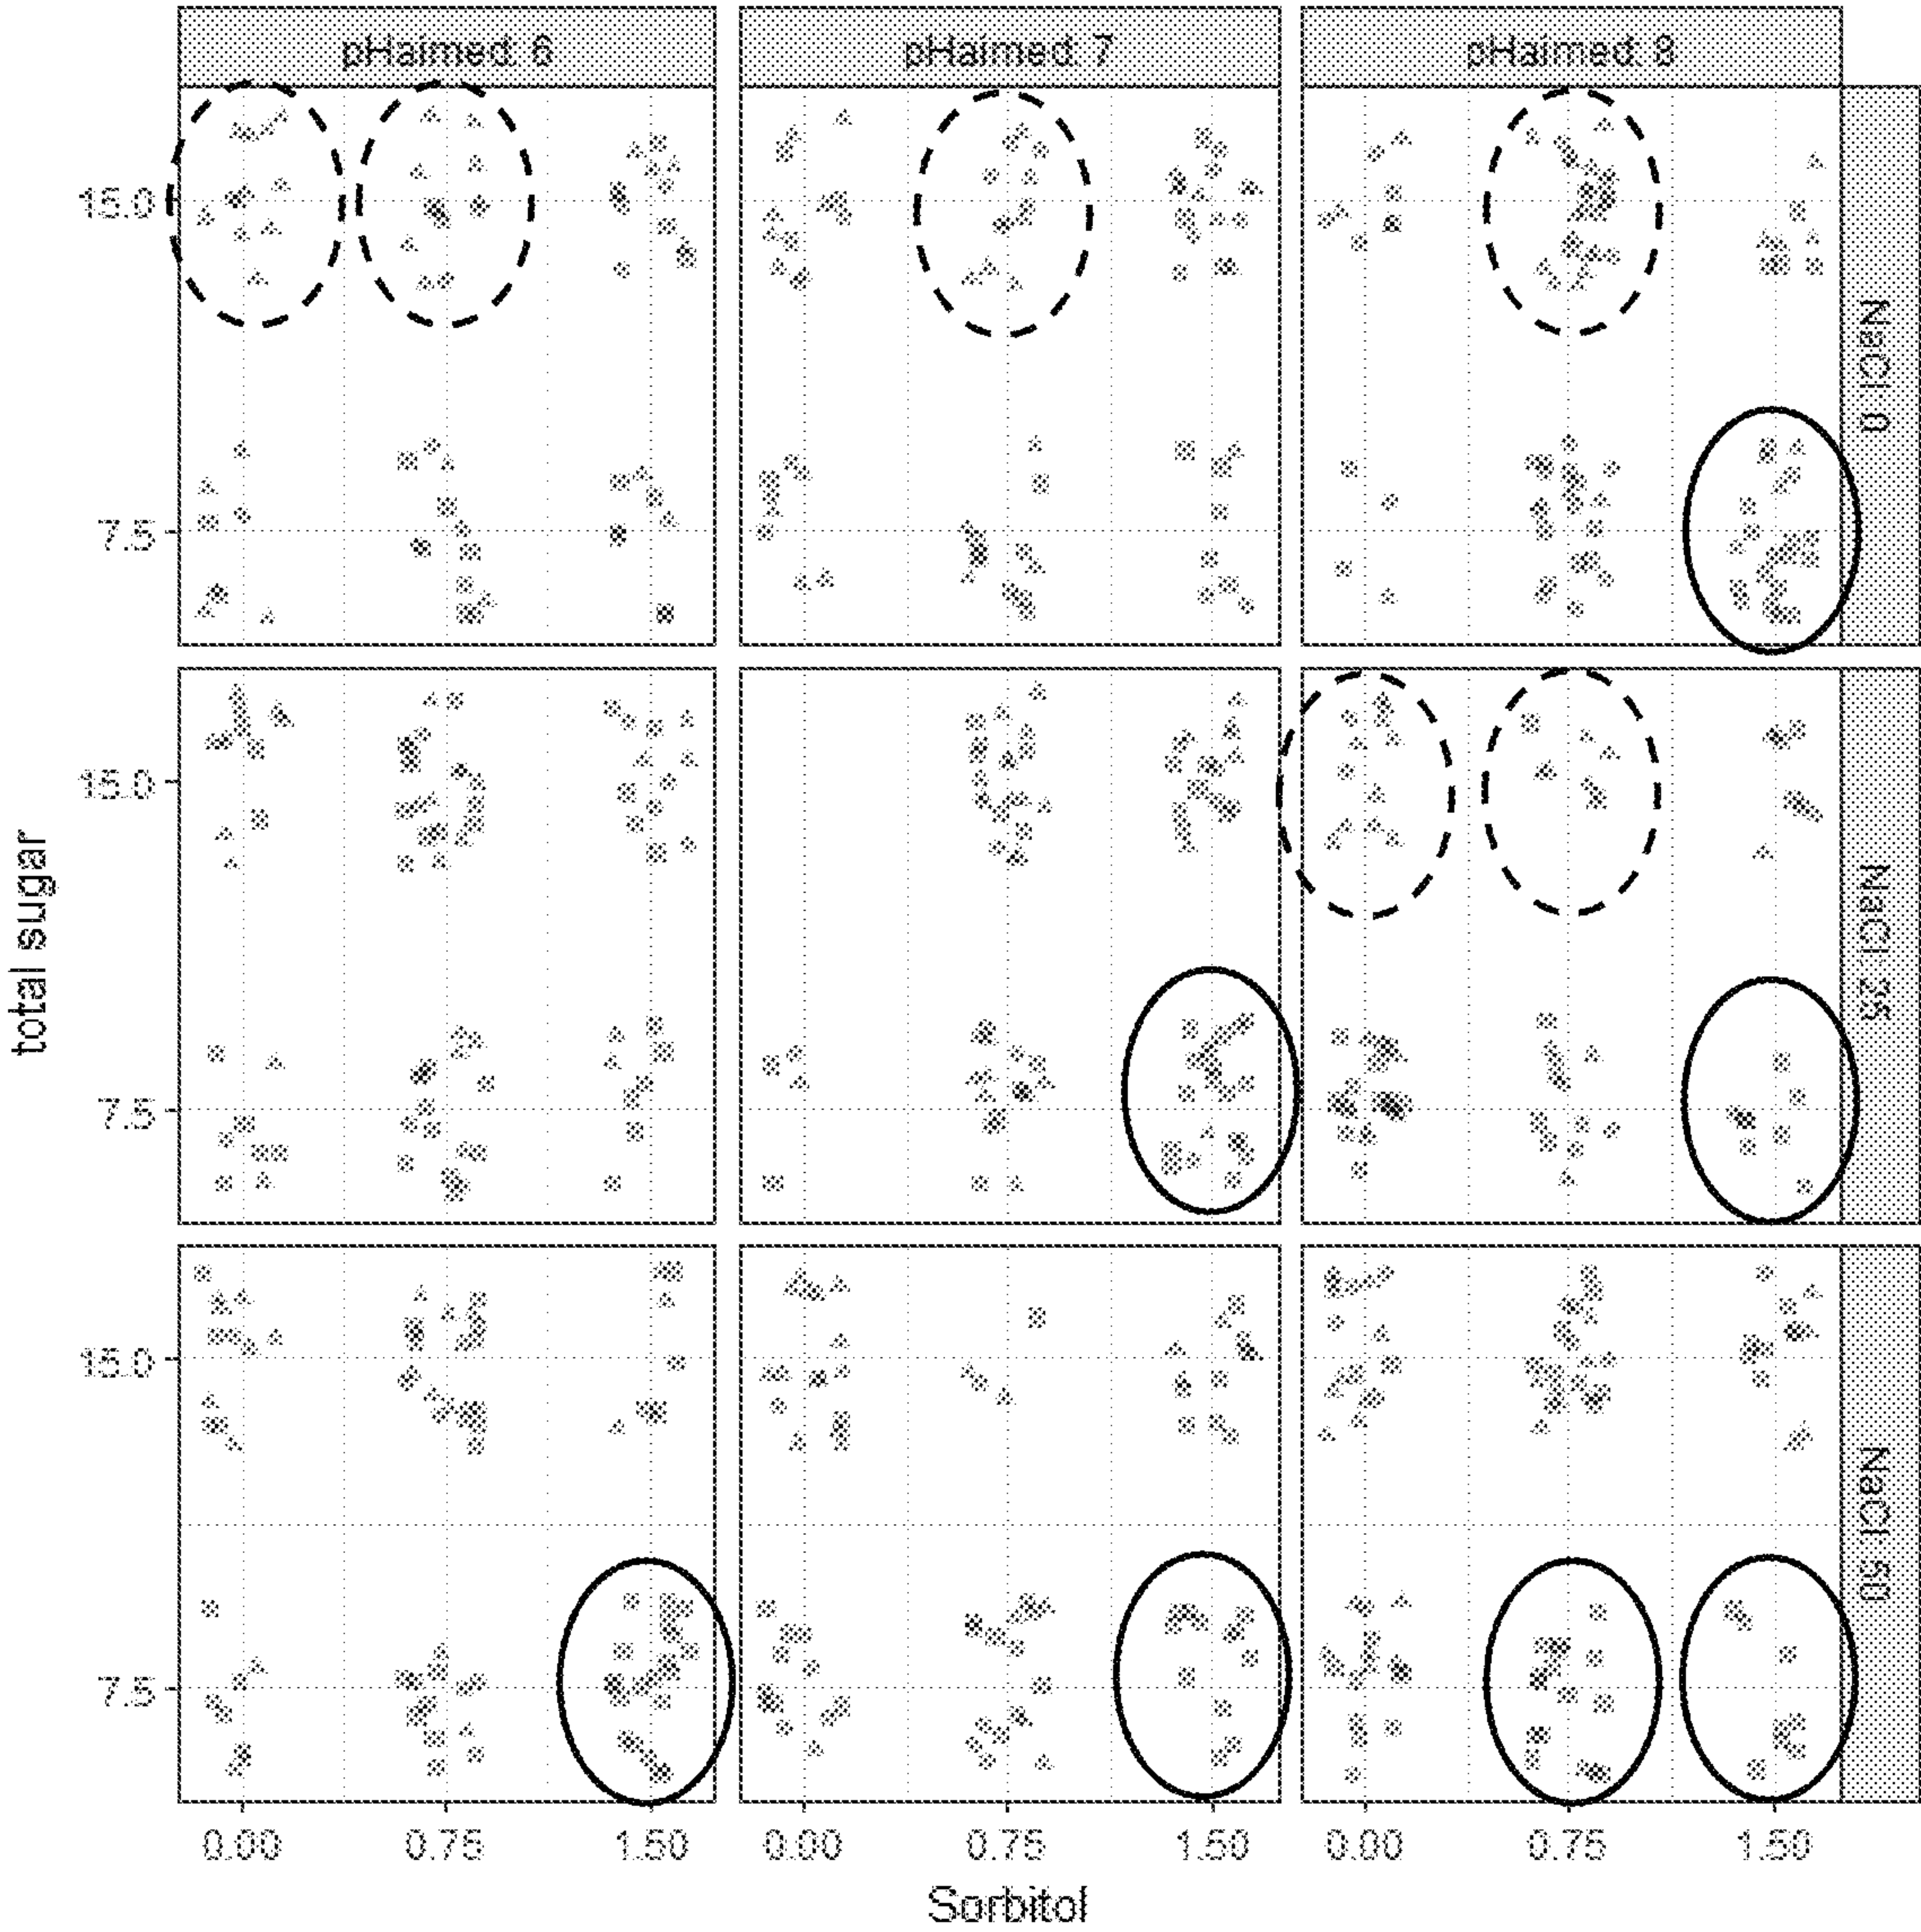 pHaimed: 6
pHaimed: 7
pHaimed: 8
15.0
7.5
NaCl: 0
total sugar
15.0
7.5
NaCl: 25
15.0
7.5
NaCl: 50
0.00 0.75 1.50 0.00 0.75 1.50 0.00 0.75 1.50
Sorbitol